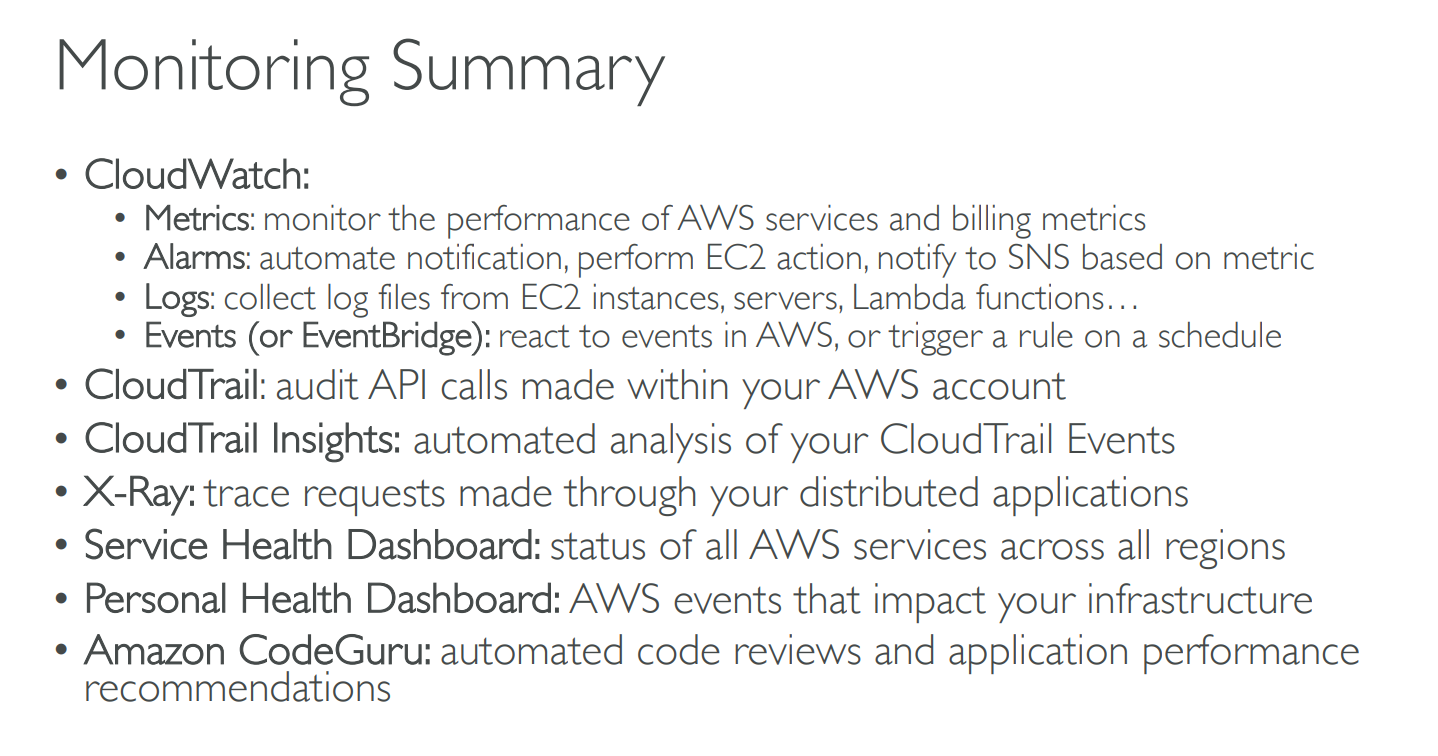 Monitoring Summary
• CloudWatch:
• Metrics: monitor the performance of AWS services and billing metrics
• Alarms: automate notification, perform EC2 action, notify to SNS based on metric
• Logs: collect log files from EC2 instances, servers, Lambda functions…
• Events (or EventBridge): react to events in AWS, or trigger a rule on a schedule
• CloudTrail: audit API calls made within your AWS account
• CloudTrail Insights: automated analysis of your CloudTrail Events
• X-Ray: trace requests made through your distributed applications
• Service Health Dashboard: status of all AWS services across all regions
• Personal Health Dashboard: AWS events that impact your infrastructure
• Amazon CodeGuru: automated code reviews and application performance
recommendations